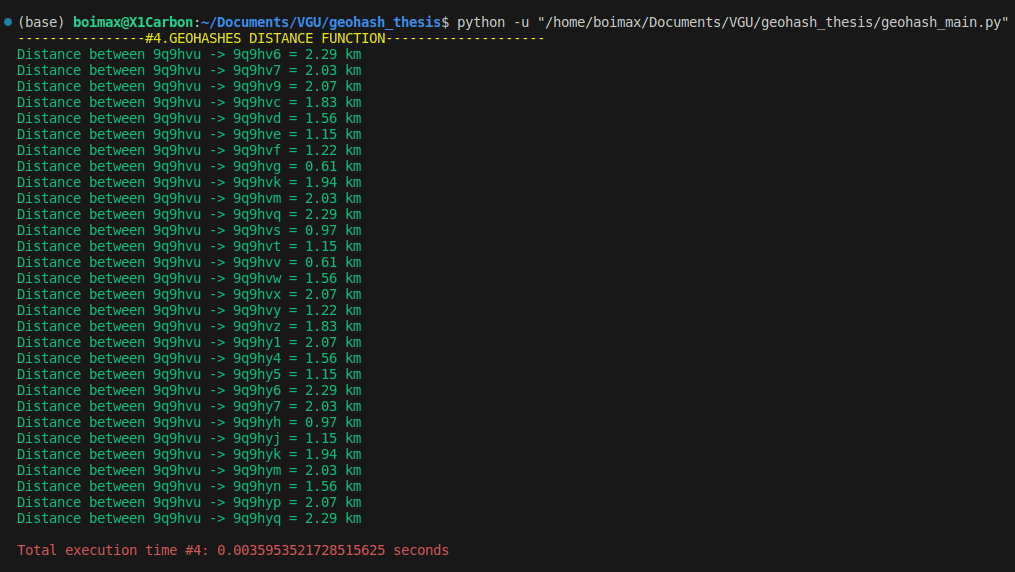 (base) boimax@X1Carbon:~/Documents/VGU/geohash_thesis$ python -u "/home/boimax/Documents/VGU/geohash_thesis/geohash_main.py"
----------------#4.GEOHASHES DISTANCE FUNCTION--------------------
Distance between 9q9hvu -> 9q9hv6 = 2.29 km
Distance between 9q9hvu -> 9q9hv7 = 2.03 km
Distance between 9q9hvu -> 9q9hv9 = 2.07 km
Distance between 9q9hvu -> 9q9hvc = 1.83 km
Distance between 9q9hvu -> 9q9hvd = 1.56 km
Distance between 9q9hvu -> 9q9hve = 1.15 km
Distance between 9q9hvu -> 9q9hvf = 1.22 km
Distance between 9q9hvu -> 9q9hvg = 0.61 km
Distance between 9q9hvu -> 9q9hvk = 1.94 km
Distance between 9q9hvu -> 9q9hvm = 2.03 km
Distance between 9q9hvu -> 9q9hvq = 2.29 km
Distance between 9q9hvu -> 9q9hvs = 0.97 km
Distance between 9q9hvu -> 9q9hvt = 1.15 km
Distance between 9q9hvu -> 9q9hvv = 0.61 km
Distance between 9q9hvu -> 9q9hvw = 1.56 km
Distance between 9q9hvu -> 9q9hvx = 2.07 km
Distance between 9q9hvu -> 9q9hvy = 1.22 km
Distance between 9q9hvu -> 9q9hvz = 1.83 km
Distance between 9q9hvu -> 9q9hy1 = 2.07 km
Distance between 9q9hvu -> 9q9hy4 = 1.56 km
Distance between 9q9hvu -> 9q9hy5 = 1.15 km
Distance between 9q9hvu -> 9q9hy6 = 2.29 km
Distance between 9q9hvu -> 9q9hy7 = 2.03 km
Distance between 9q9hvu -> 9q9hyh = 0.97 km
Distance between 9q9hvu -> 9q9hyj = 1.15 km
Distance between 9q9hvu -> 9q9hyk = 1.94 km
Distance between 9q9hvu -> 9q9hym = 2.03 km
Distance between 9q9hvu -> 9q9hyn = 1.56 km
Distance between 9q9hvu -> 9q9hyp = 2.07 km
Distance between 9q9hvu -> 9q9hyq = 2.29 km
Total execution time #4: 0.0035953521728515625 seconds